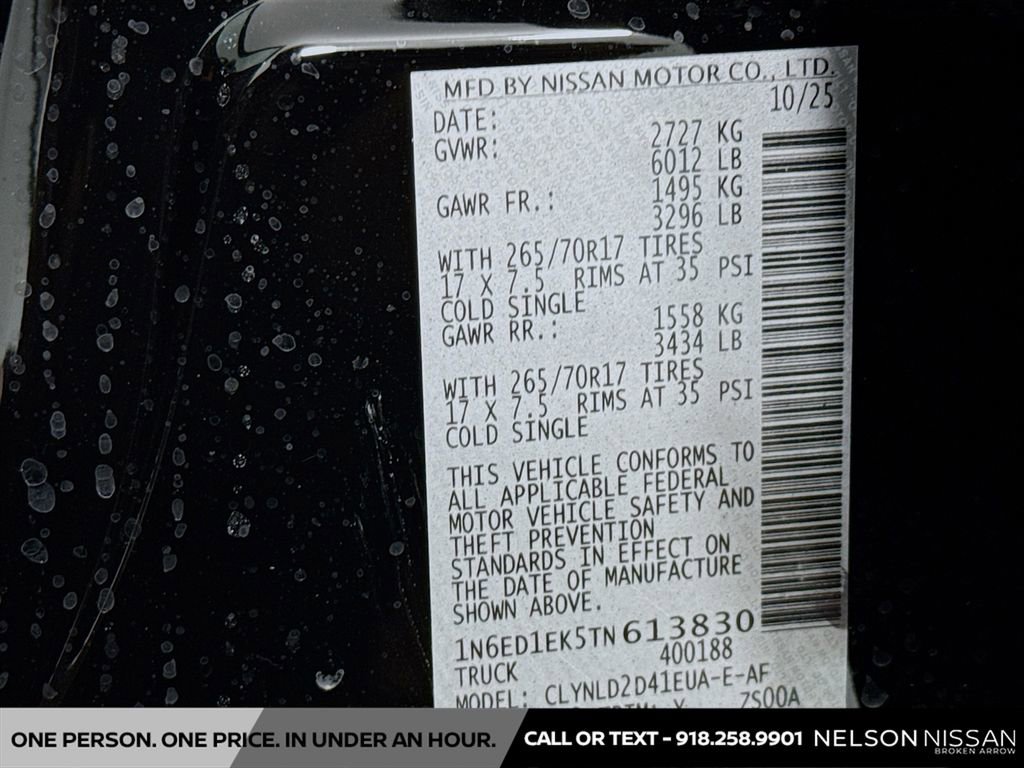 MFD BY NISSAN MOTOR CO., LTD.
DATE: 10/25
GVWR: 2727 KG
6012 LB
GAWR FR.: 1495 KG
3296 LB
WITH 265/70R17 TIRES
17 X 7.5 RIMS AT 35 PSI
COLD SINGLE
GAWR RR.: 1558 KG
3434 LB
WITH 265/70R17 TIRES
17 X 7.5 RIMS AT 35 PSI
COLD SINGLE
THIS VEHICLE CONFORMS TO
ALL APPLICABLE FEDERAL
MOTOR VEHICLE SAFETY AND
THEFT PREVENTION
STANDARDS IN EFFECT ON
THE DATE OF MANUFACTURE
SHOWN ABOVE.
1N6ED1EK5TN613830
TRUCK 400188
MODEL: CLYNLD2D41EUA-E-AF
7S00A
ONE PERSON. ONE PRICE. IN UNDER AN HOUR.
CALL OR TEXT - 918.258.9901
NELSON NISSAN
BROKEN ARROW